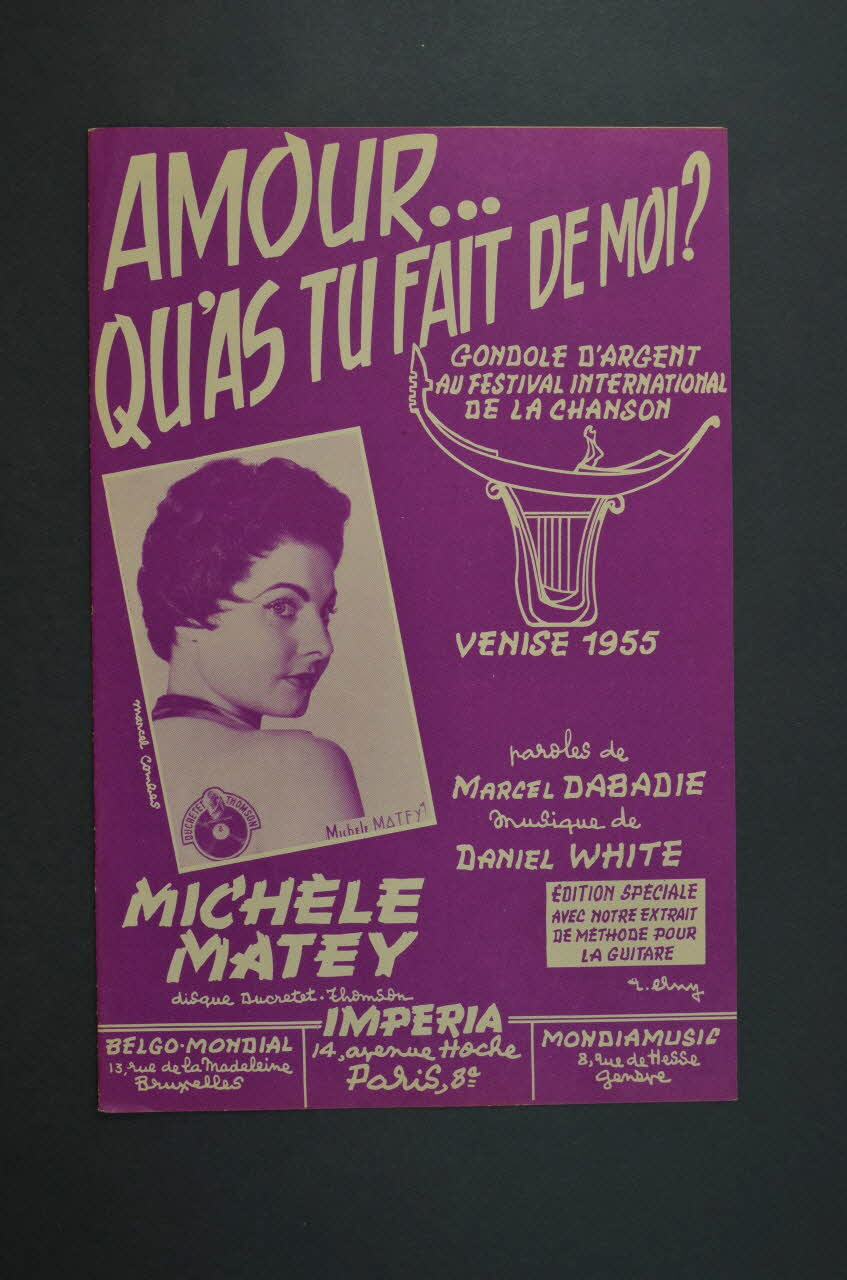 AMOUR...
QU'AS TU FAIT DE MOI?
GONDOLE D'ARGENT
AU FESTIVAL INTERNATIONAL
DE LA CHANSON
VENISE 1955
marcel Combes
DUCRETET THOMSON
Michele MATEY
paroles de
MARCEL DABADIE
musique de
DANIEL WHITE
MICHÈLE
MATEY
disque Ducretet-Thomson
ÉDITION SPÉCIALE
AVEC NOTRE EXTRAIT
DE MÉTHODE POUR
LA GUITARE
BELGO-MONDIAL
13, rue de la Madeleine
Bruxelles
IMPERIA
14, avenue Hoche
Paris, 8e
MONDIAMUSIC
8, rue de Hesse
Genève